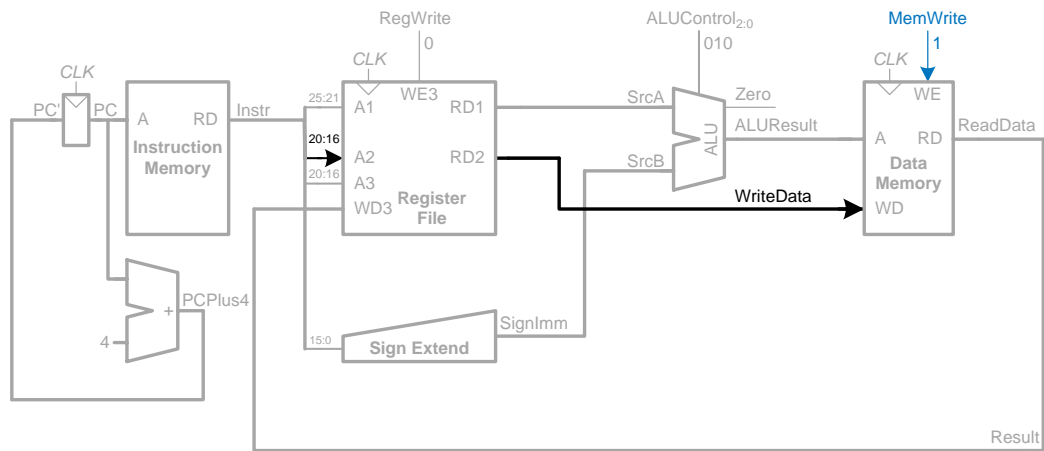 RegWrite
ALUControl2:0
MemWrite
0
010
1
CLK
CLK
CLK
PC'
PC
A
RD
Instr
Instruction
Memory
25:21
A1
WE3
RD1
20:16
A2
RD2
20:16
A3
WD3
Register
File
SrcA
SrcB
ALU
Zero
ALUResult
WriteData
WE
A
RD
Data
Memory
WD
ReadData
PCPlus4
+
4
SignImm
15:0
Sign Extend
Result